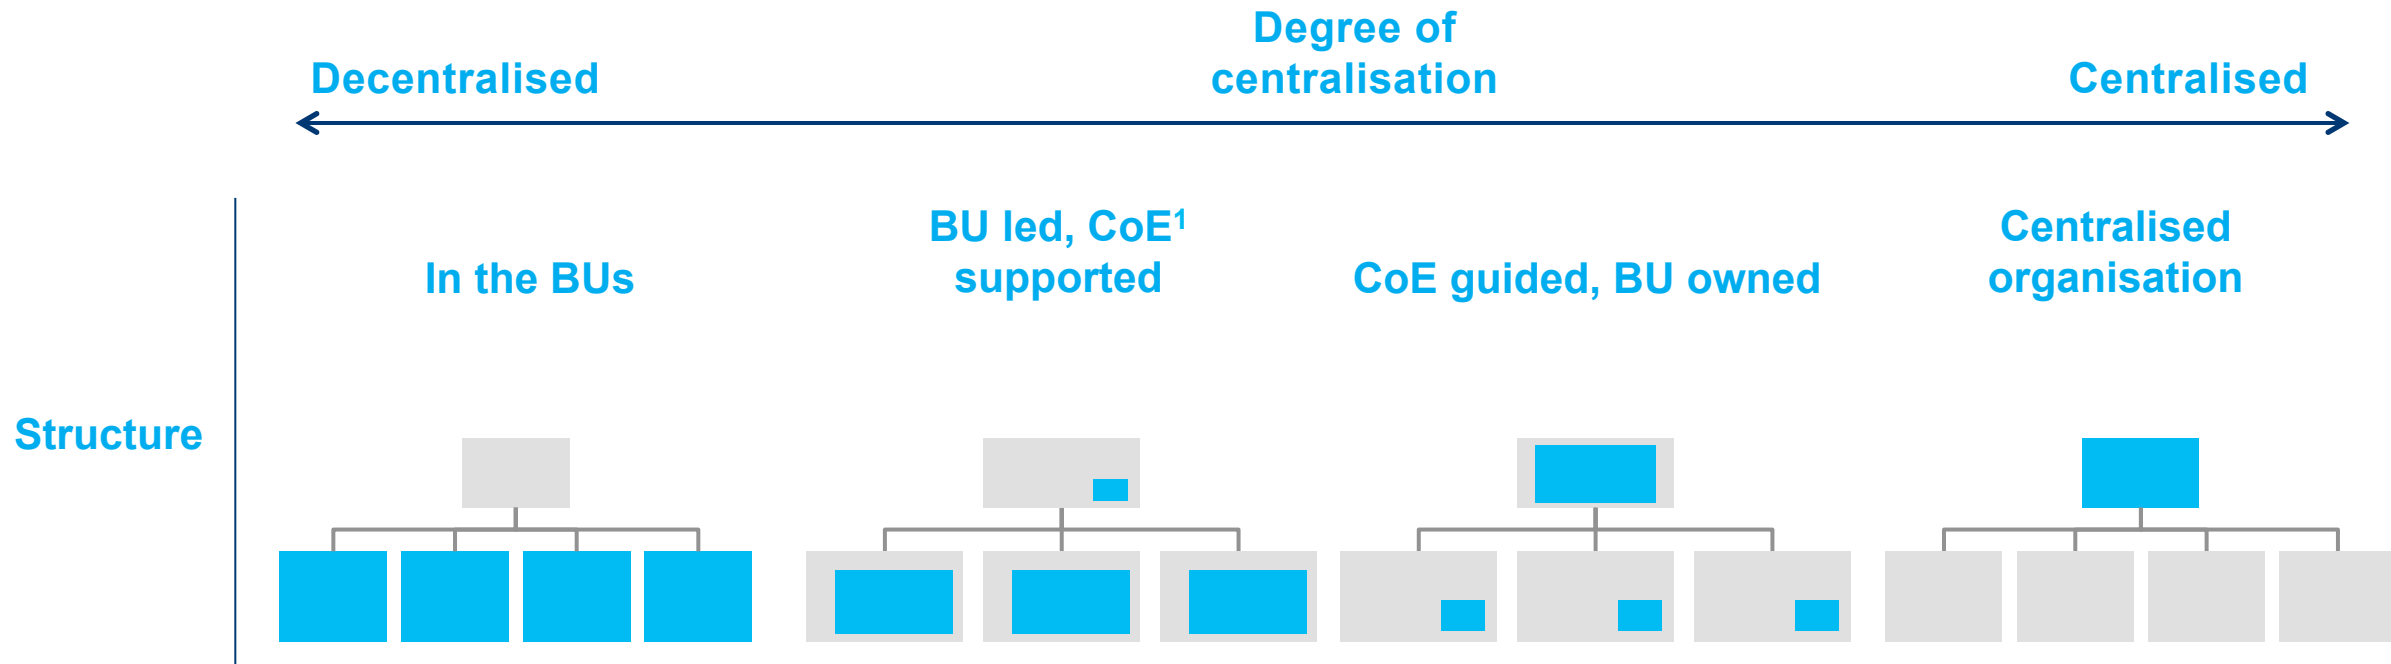 Degree of
centralisation
Decentralised
Centralised
In the BUs
BU led, CoE¹
supported
CoE guided, BU owned
Centralised
organisation
Structure